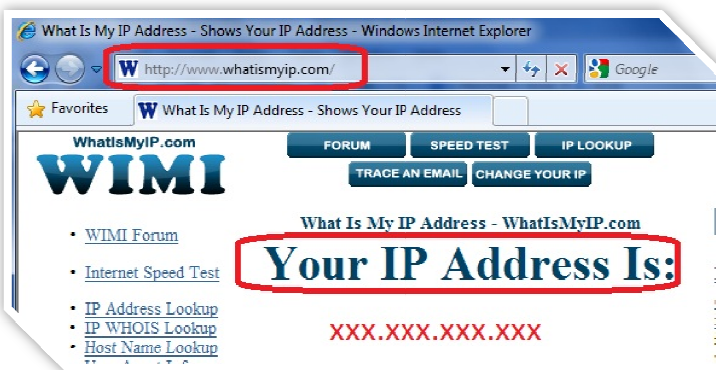 What Is My IP Address - Shows Your IP Address - Windows Internet Explorer
W http://www.whatismyip.com/
Google
Favorites
W What Is My IP Address - Shows Your IP Address
WhatIsMyIP.com
WIMI
FORUM
SPEED TEST
IP LOOKUP
TRACE AN EMAIL
CHANGE YOUR IP
What Is My IP Address - WhatIsMyIP.com
Your IP Address Is:
XXX.XXX.XXX.XXX
• WIMI Forum
• Internet Speed Test
• IP Address Lookup
• IP WHOIS Lookup
• Host Name Lookup